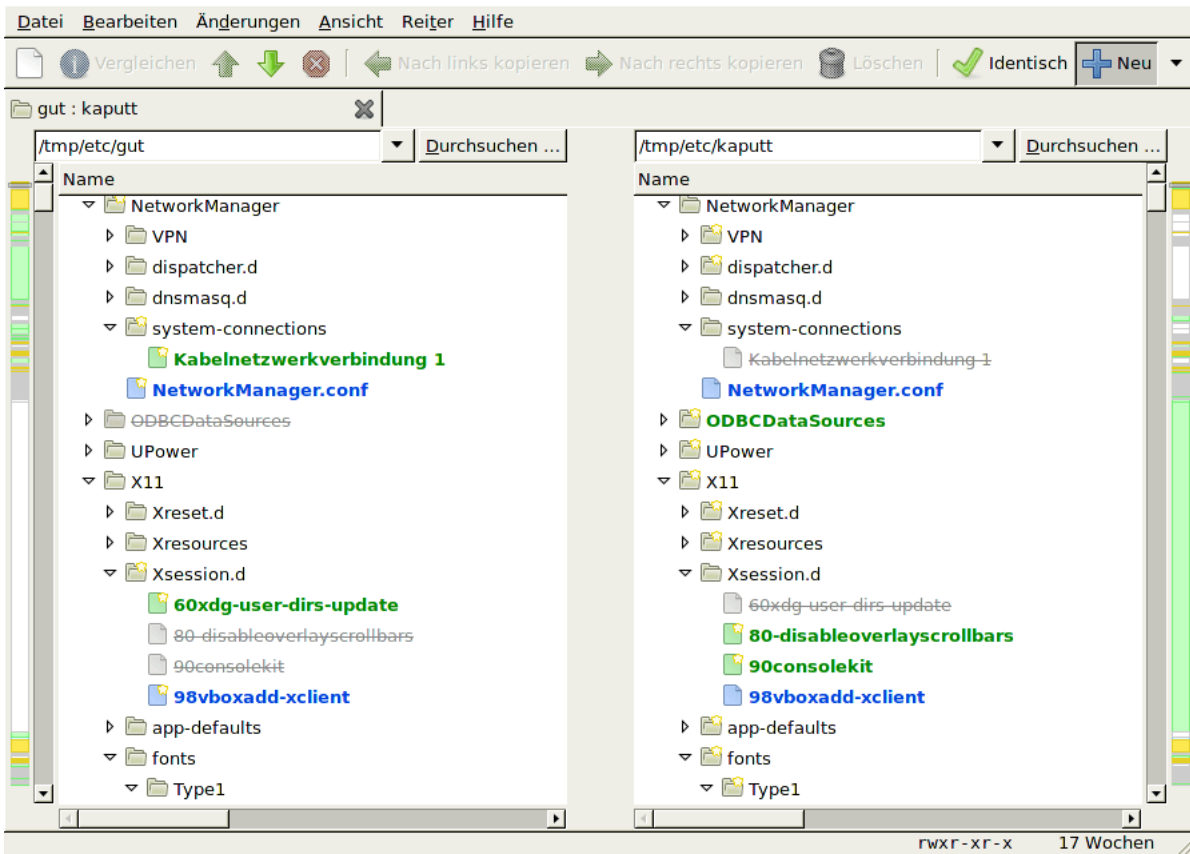 Datei Bearbeiten Änderungen Ansicht Reiter Hilfe
Vergleichen Nach links kopieren Nach rechts kopieren Löschen Identisch Neu
gut : kaputt
/tmp/etc/gut Durchsuchen ... /tmp/etc/kaputt Durchsuchen ...
Name Name
NetworkManager NetworkManager
VPN VPN
dispatcher.d dispatcher.d
dnsmasq.d dnsmasq.d
system-connections system-connections
Kabelnetzwerkverbindung 1 Kabelnetzwerkverbindung 1
NetworkManager.conf NetworkManager.conf
ODBCDataSources ODBCDataSources
UPower UPower
X11 X11
Xreset.d Xreset.d
Xresources Xresources
Xsession.d Xsession.d
60xdg-user-dirs-update 60xdg-user-dirs-update
80-disableoverlayscrollbars 80-disableoverlayscrollbars
90consolekit 90consolekit
98vboxadd-xclient 98vboxadd-xclient
app-defaults app-defaults
fonts fonts
Type1 Type1
rwxr-xr-x 17 Wochen